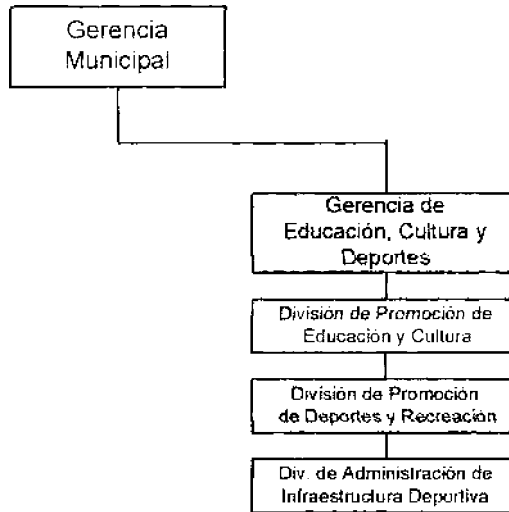 Gerencia
Municipal
Gerencia de
Educación, Cultura y
Deportes
División de Promoción de
Educación y Cultura
División de Promoción
de Deportes y Recreación
Div. de Administración de
Infraestructura Deportiva